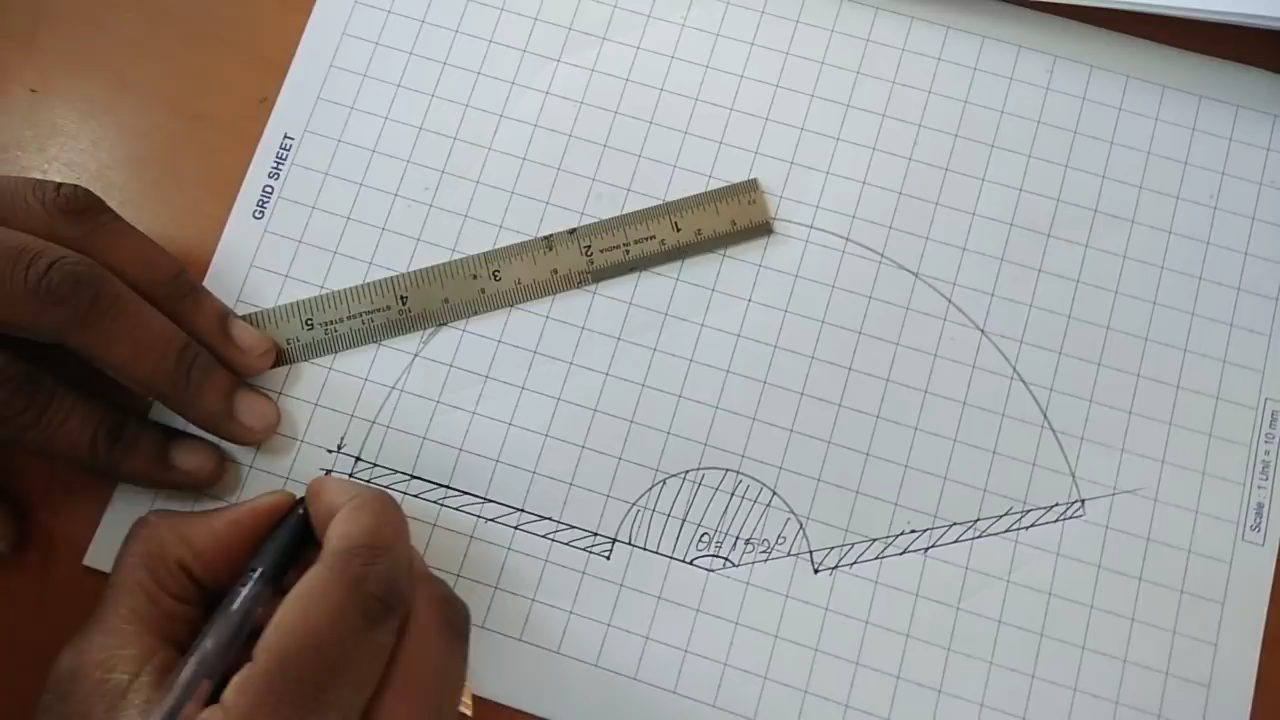 GRID SHEET
MADE IN INDIA
1 2 3 4 5
STAINLESS STEEL
θ = 152°
Scale : 1 Unit = 10 mm